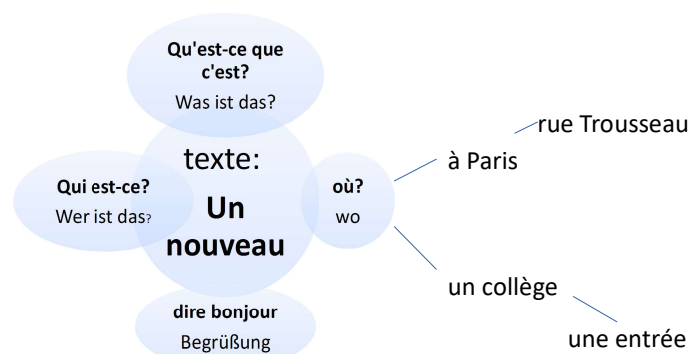 Qu'est-ce que
c'est?
Was ist das?
texte:
Un
nouveau
Qui est-ce?
Wer ist das?
où?
wo
dire bonjour
Begrüßung
rue Trousseau
à Paris
un collège
une entrée